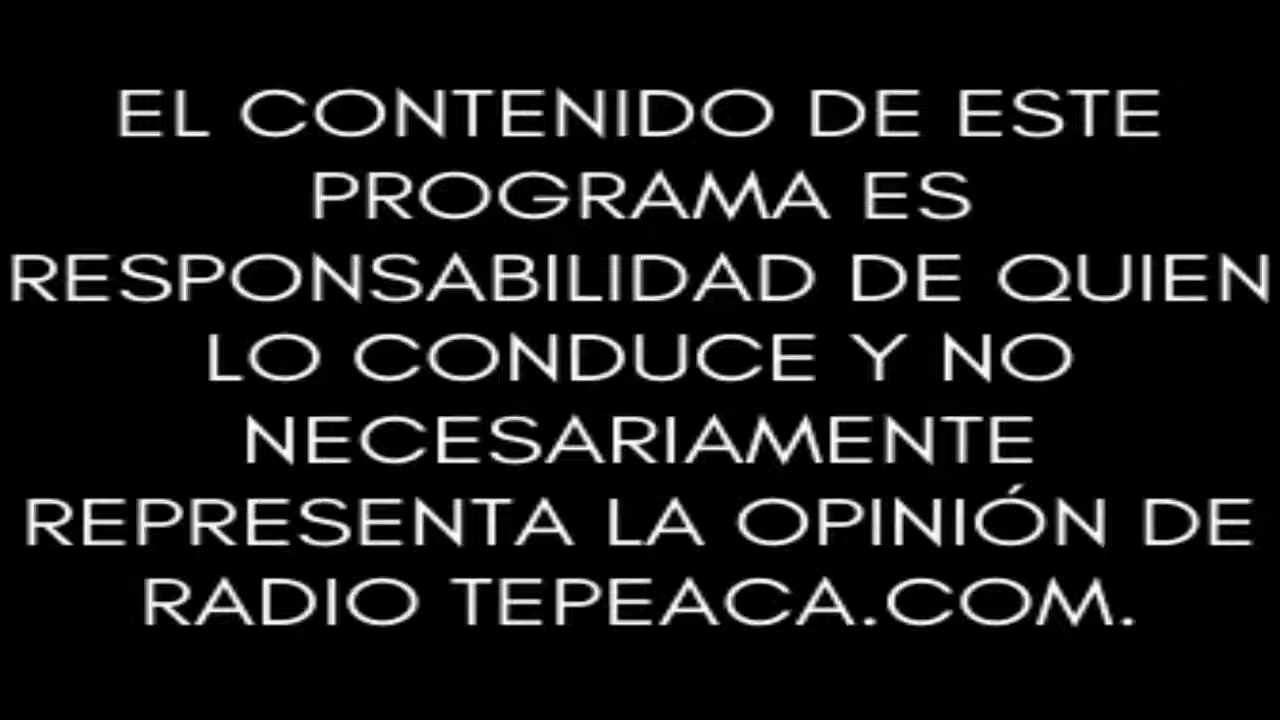 EL CONTENIDO DE ESTE
PROGRAMA ES
RESPONSABILIDAD DE QUIEN
LO CONDUCE Y NO
NECESARIAMENTE
REPRESENTA LA OPINIÓN DE
RADIO TEPEACA.COM.